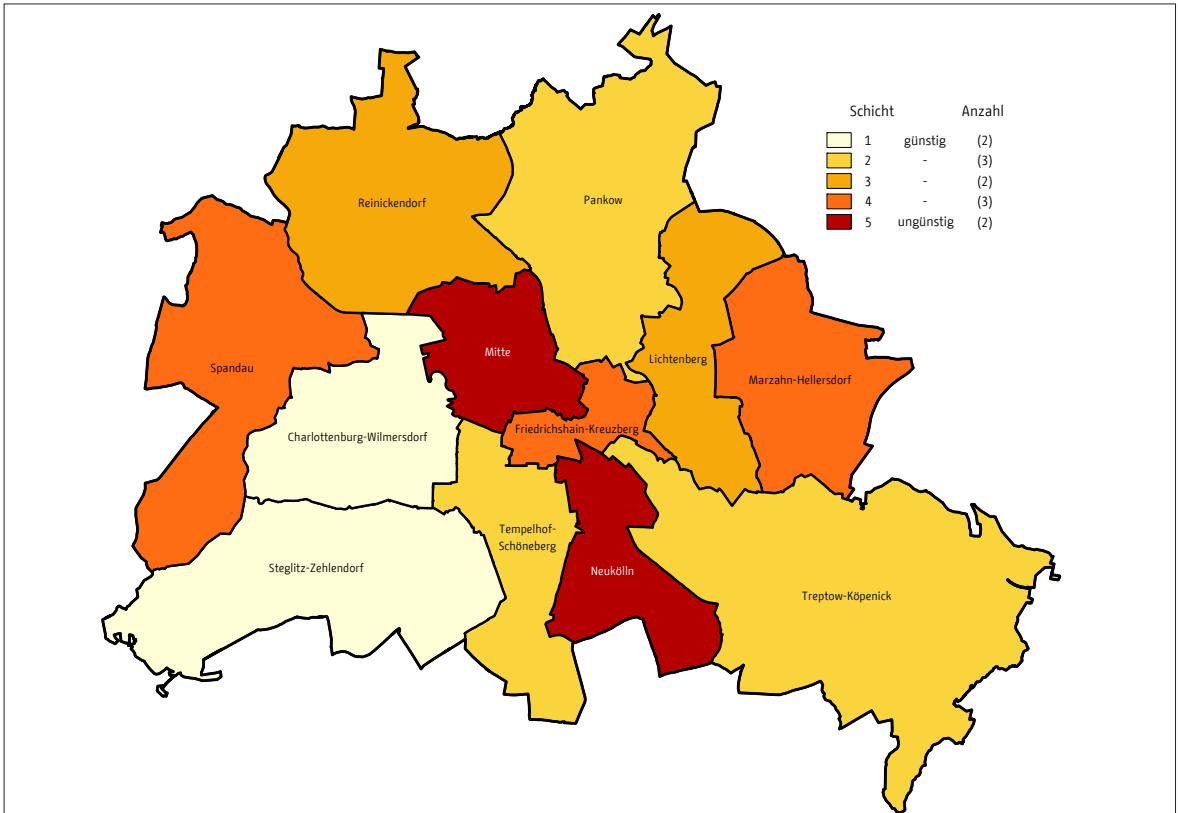 Schicht Anzahl
1 günstig (2)
2 - (3)
3 - (2)
4 - (3)
5 ungünstig (2)
Reinickendorf
Pankow
Spandau
Mitte
Lichtenberg
Marzahn-Hellersdorf
Charlottenburg-Wilmersdorf
Friedrichshain-Kreuzberg
Tempelhof-
Schöneberg
Steglitz-Zehlendorf
Neukölln
Treptow-Köpenick